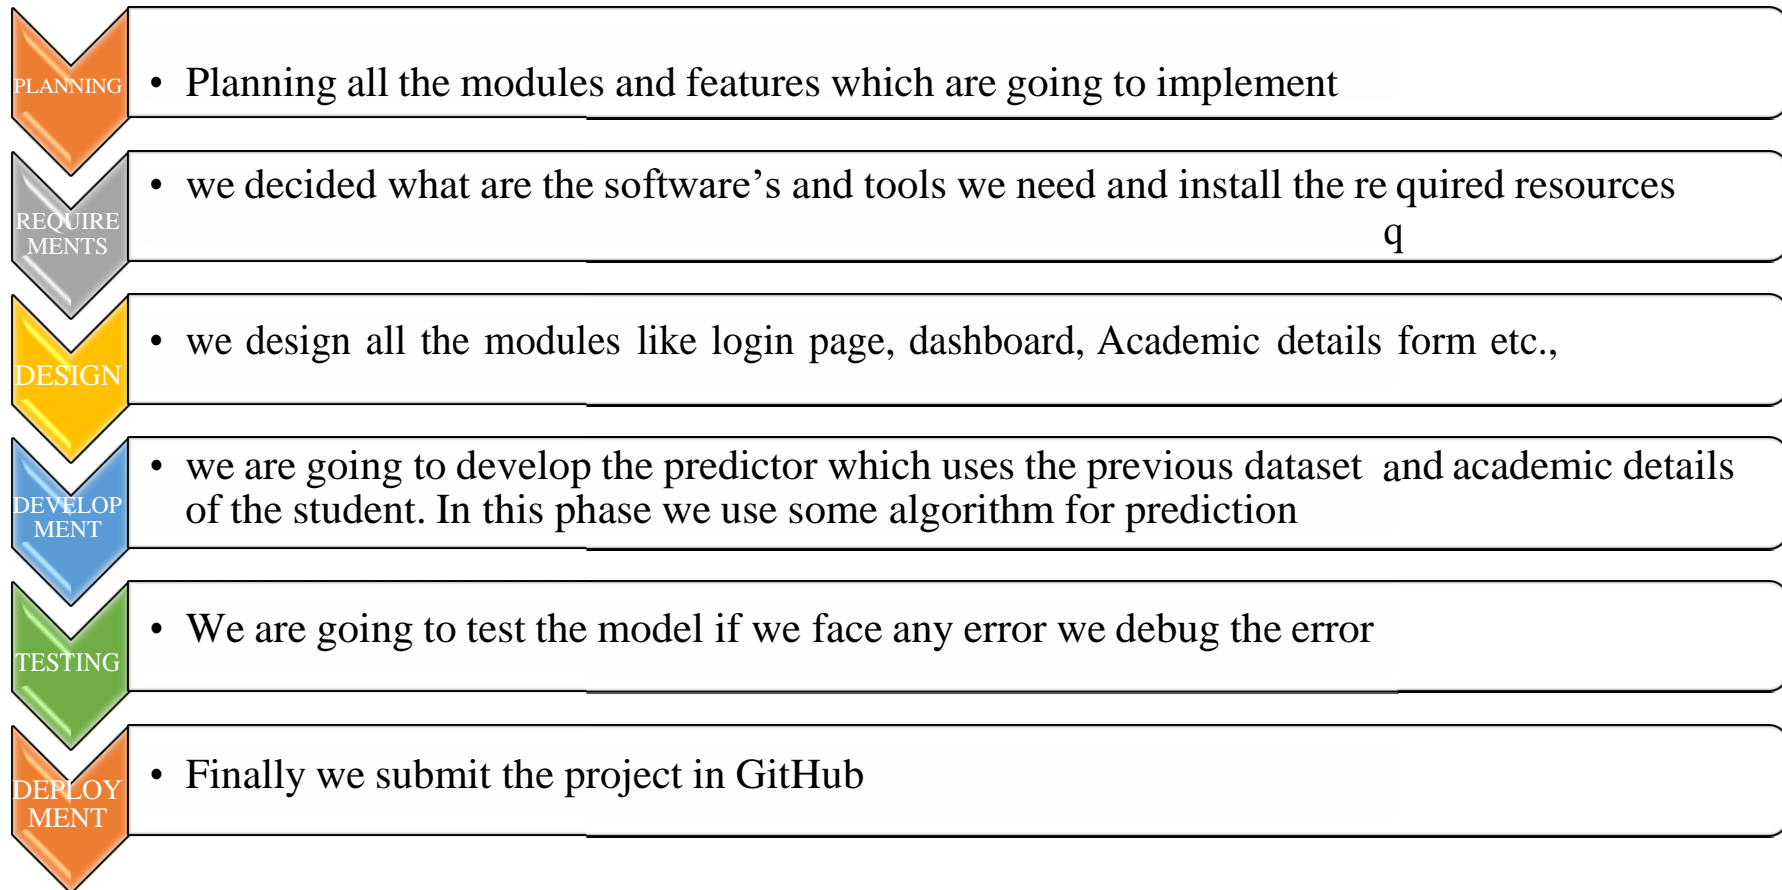 PLANNING
• Planning all the modules and features which are going to implement
REQUIRE
MENTS
• we decided what are the software’s and tools we need and install the re quired resources
q
DESIGN
• we design all the modules like login page, dashboard, Academic details form etc.,
DEVELOP
MENT
• we are going to develop the predictor which uses the previous dataset and academic details
of the student. In this phase we use some algorithm for prediction
TESTING
• We are going to test the model if we face any error we debug the error
DEPLOY
MENT
• Finally we submit the project in GitHub